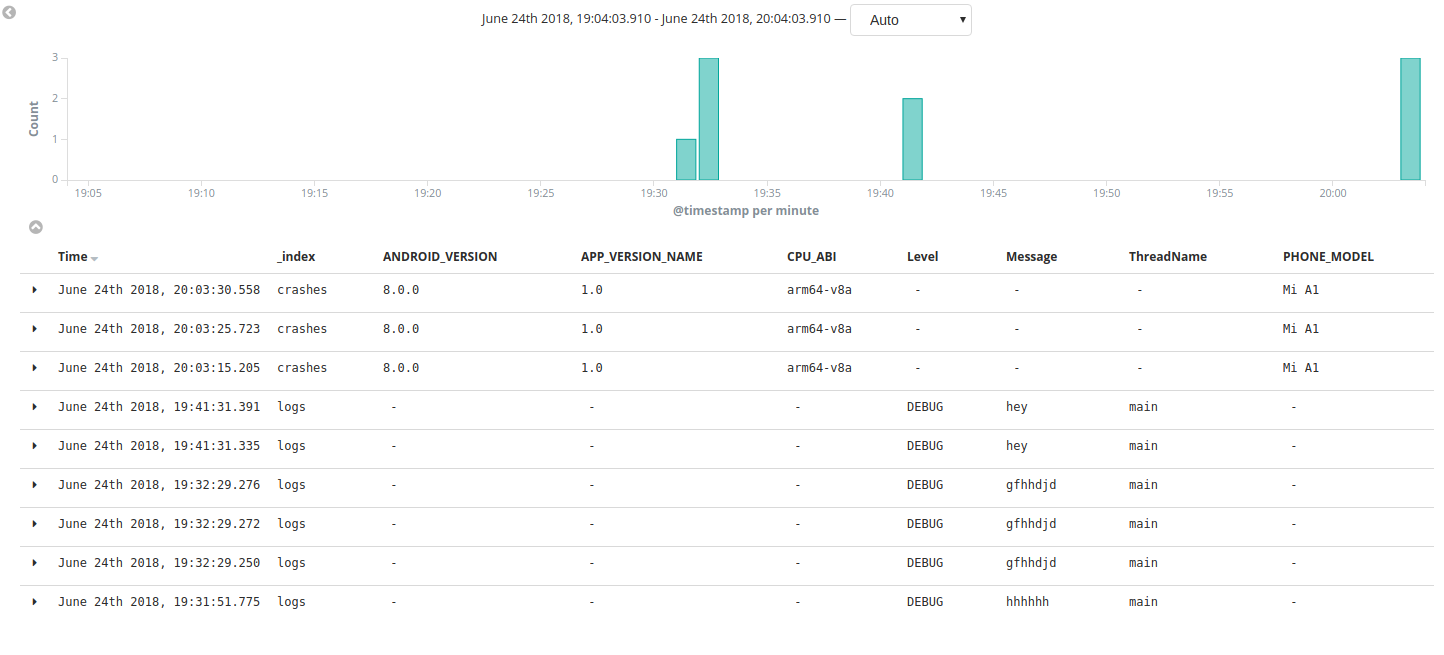 June 24th 2018, 19:04:03.910 - June 24th 2018, 20:04:03.910 — Auto
3
2
1
0
Count
19:05 19:10 19:15 19:20 19:25 19:30 19:35 19:40 19:45 19:50 19:55 20:00
@timestamp per minute
Time _index ANDROID_VERSION APP_VERSION_NAME CPU_ABI Level Message ThreadName PHONE_MODEL
June 24th 2018, 20:03:30.558 crashes 8.0.0 1.0 arm64-v8a - - - Mi A1
June 24th 2018, 20:03:25.723 crashes 8.0.0 1.0 arm64-v8a - - - Mi A1
June 24th 2018, 20:03:15.205 crashes 8.0.0 1.0 arm64-v8a - - - Mi A1
June 24th 2018, 19:41:31.391 logs - - - DEBUG hey main -
June 24th 2018, 19:41:31.335 logs - - - DEBUG hey main -
June 24th 2018, 19:32:29.276 logs - - - DEBUG gfhhdjd main -
June 24th 2018, 19:32:29.272 logs - - - DEBUG gfhhdjd main -
June 24th 2018, 19:32:29.250 logs - - - DEBUG gfhhdjd main -
June 24th 2018, 19:31:51.775 logs - - - DEBUG hhhhhh main -